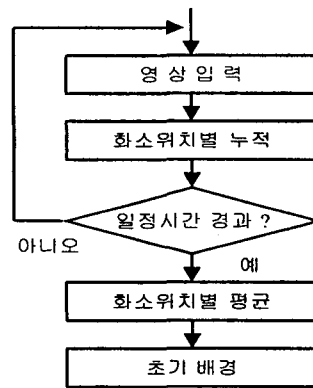 영 상 입 력
화소위치별 누적
일정시간 경과 ?
아니오
예
화소위치별 평균
초기 배경